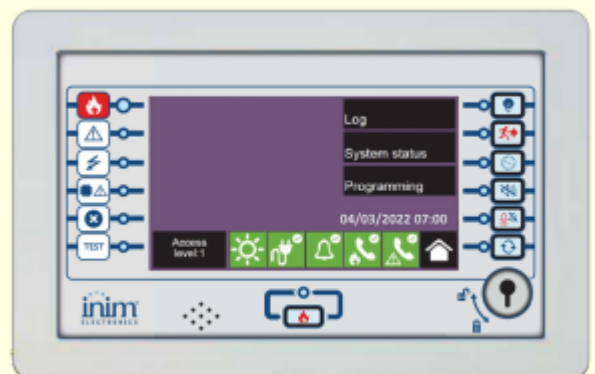 Log
System status
Programming
04/03/2022 07:00
TEST
Access
level:1
inim
ELECTRONICS